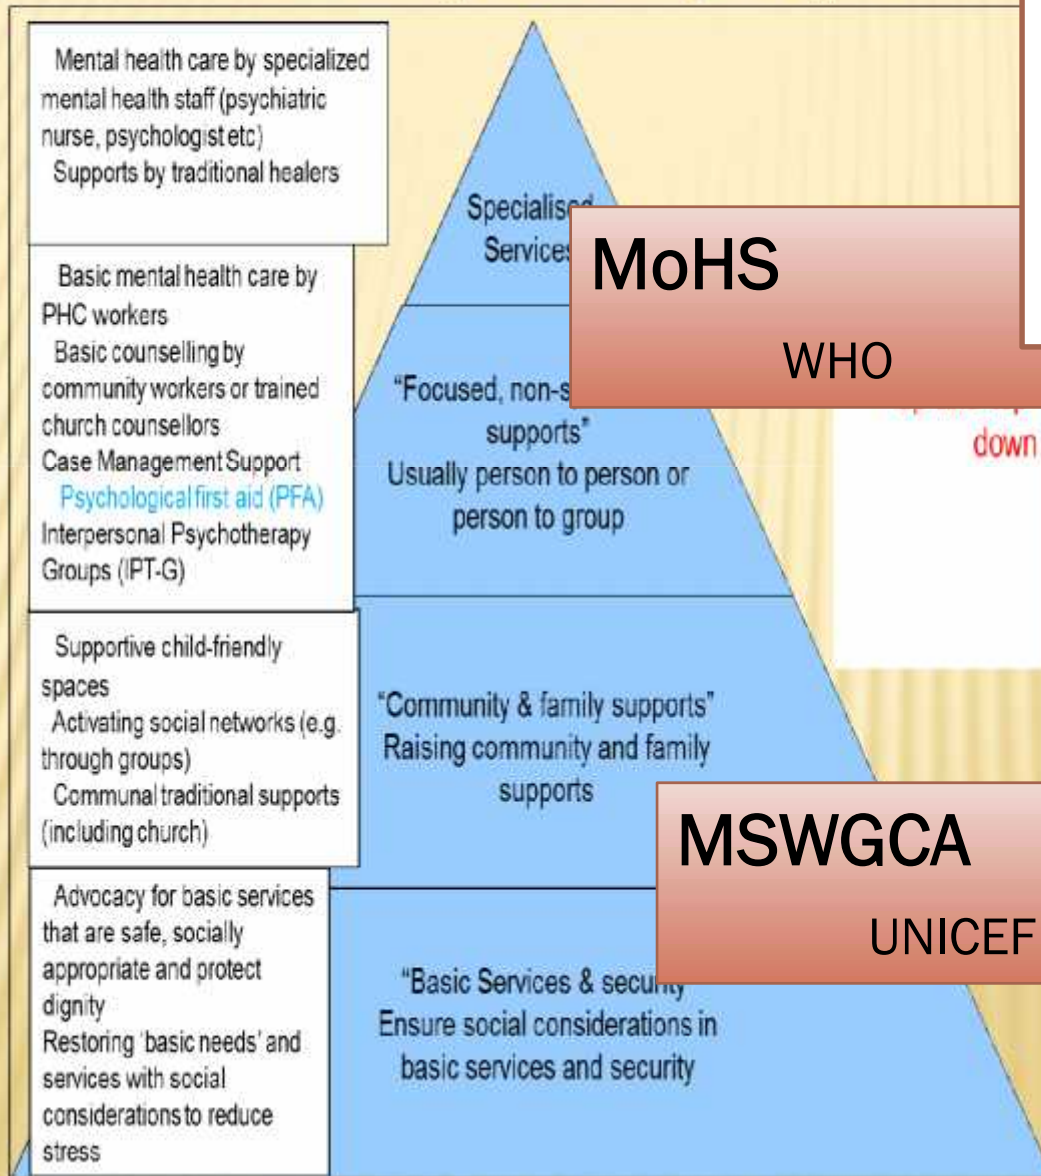 Mental health care by specialized
mental health staff (psychiatric
nurse, psychologist etc)
Supports by traditional healers
Specialised
Services
MoHS
WHO
Basic mental health care by
PHC workers
Basic counselling by
community workers or trained
church counsellors
Case Management Support
Psychological first aid (PFA)
Interpersonal Psychotherapy
Groups (IPT-G)
"Focused, non-s
supports"
Usually person to person or
person to group
down
Supportive child-friendly
spaces
Activating social networks (e.g.
through groups)
Communal traditional supports
(including church)
"Community & family supports"
Raising community and family
supports
MSWGCA
UNICEF
Advocacy for basic services
that are safe, socially
appropriate and protect
dignity
Restoring 'basic needs' and
services with social
considerations to reduce
stress
"Basic Services & security
Ensure social considerations in
basic services and security